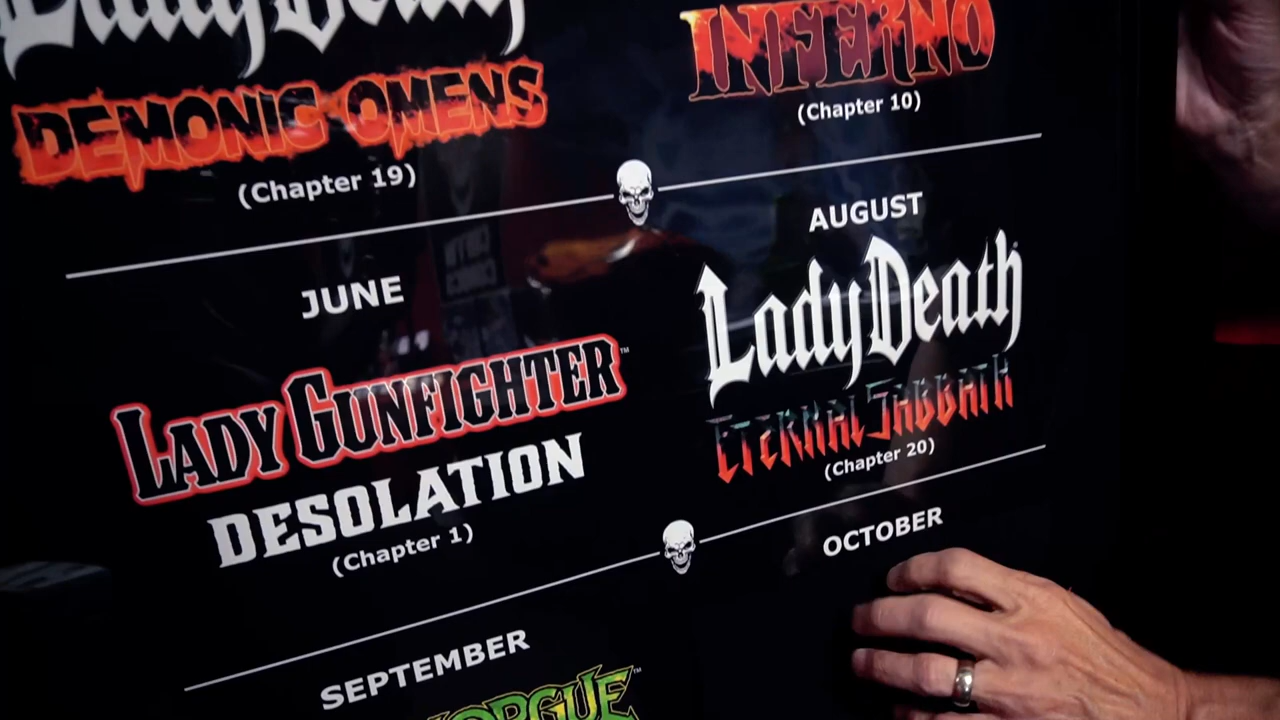 Lady Death
DEMONIC OMENS
(Chapter 19)
INFERNO
(Chapter 10)
JUNE
LADY GUNFIGHTER™
DESOLATION
(Chapter 1)
AUGUST
Lady Death
ETERNAL SABBATH
(Chapter 20)
SEPTEMBER
OCTOBER